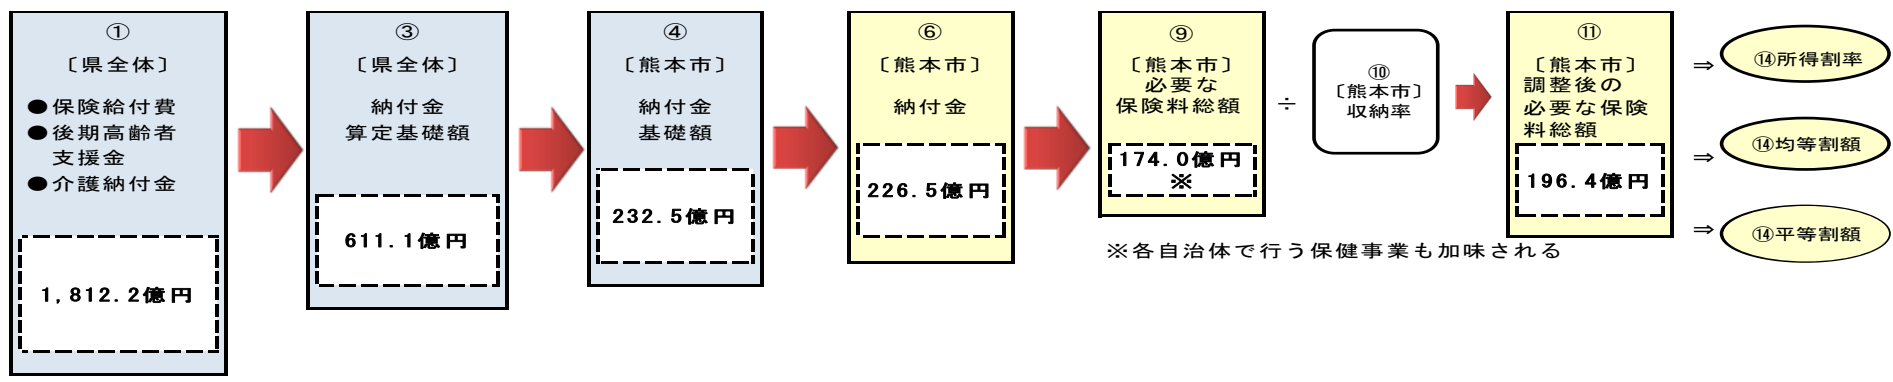 ①
〔県全体〕
●保険給付費
●後期高齢者
支援金
●介護納付金
1,812.2億円
③
〔県全体〕
納付金
算定基礎額
611.1億円
④
〔熊本市〕
納付金
基礎額
232.5億円
⑥
〔熊本市〕
納付金
226.5億円
⑨
〔熊本市〕
必要な
保険料総額
174.0億円
※
÷
⑩
〔熊本市〕
収納率
⑪
〔熊本市〕
調整後の
必要な保険
料総額
196.4億円
⇒ ⑭所得割率
⇒ ⑭均等割額
⇒ ⑭平等割額
※各自治体で行う保健事業も加味される